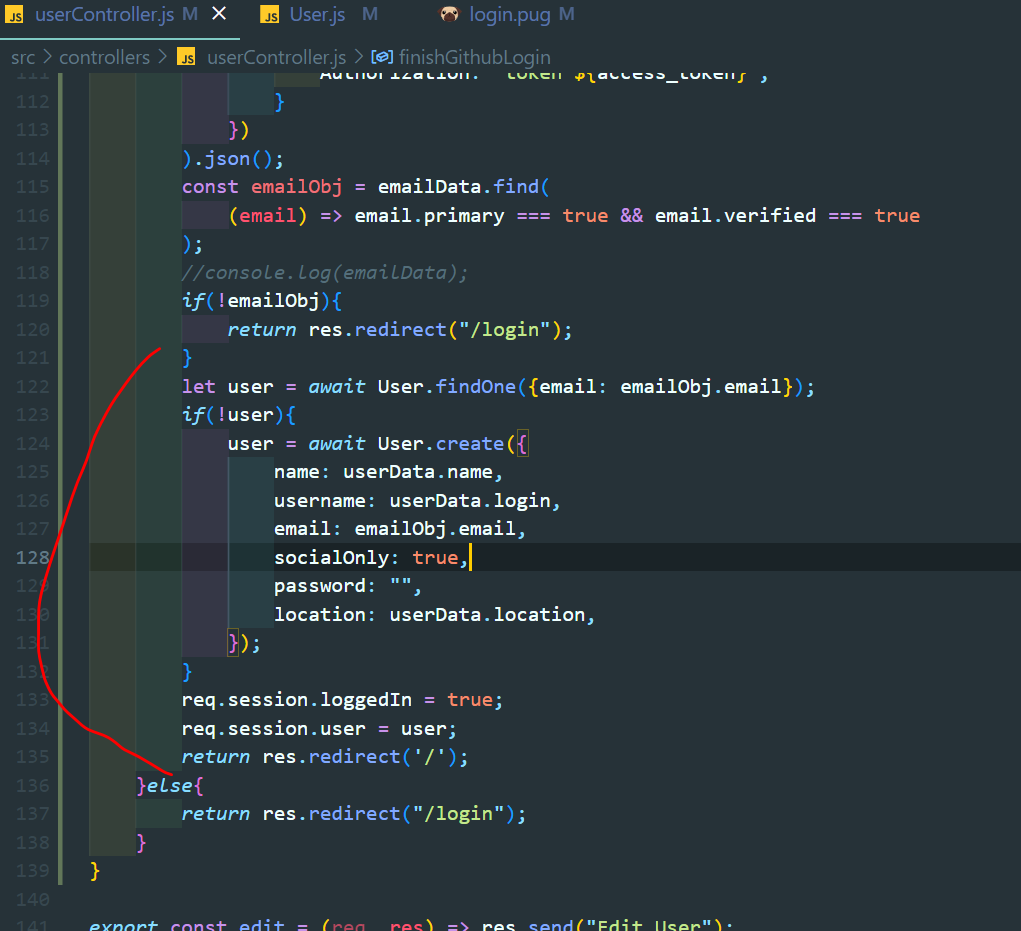 JS userController.js M ×
JS User.js M
login.pug M
src > controllers > JS userController.js > finishGithubLogin
111 Authorization: `token ${access_token}`,
112 }
113 })
114 ).json();
115 const emailObj = emailData.find(
116 (email) => email.primary === true && email.verified === true
117 );
118 //console.log(emailData);
119 if(!emailObj){
120 return res.redirect("/login");
121 }
122 let user = await User.findOne({email: emailObj.email});
123 if(!user){
124 user = await User.create({
125 name: userData.name,
126 username: userData.login,
127 email: emailObj.email,
128 socialOnly: true,
129 password: "",
130 location: userData.location,
131 });
132 }
133 req.session.loggedIn = true;
134 req.session.user = user;
135 return res.redirect('/');
136 }else{
137 return res.redirect("/login");
138 }
139 }
140
141 export const edit = (req, res) => res.send("Edit User");